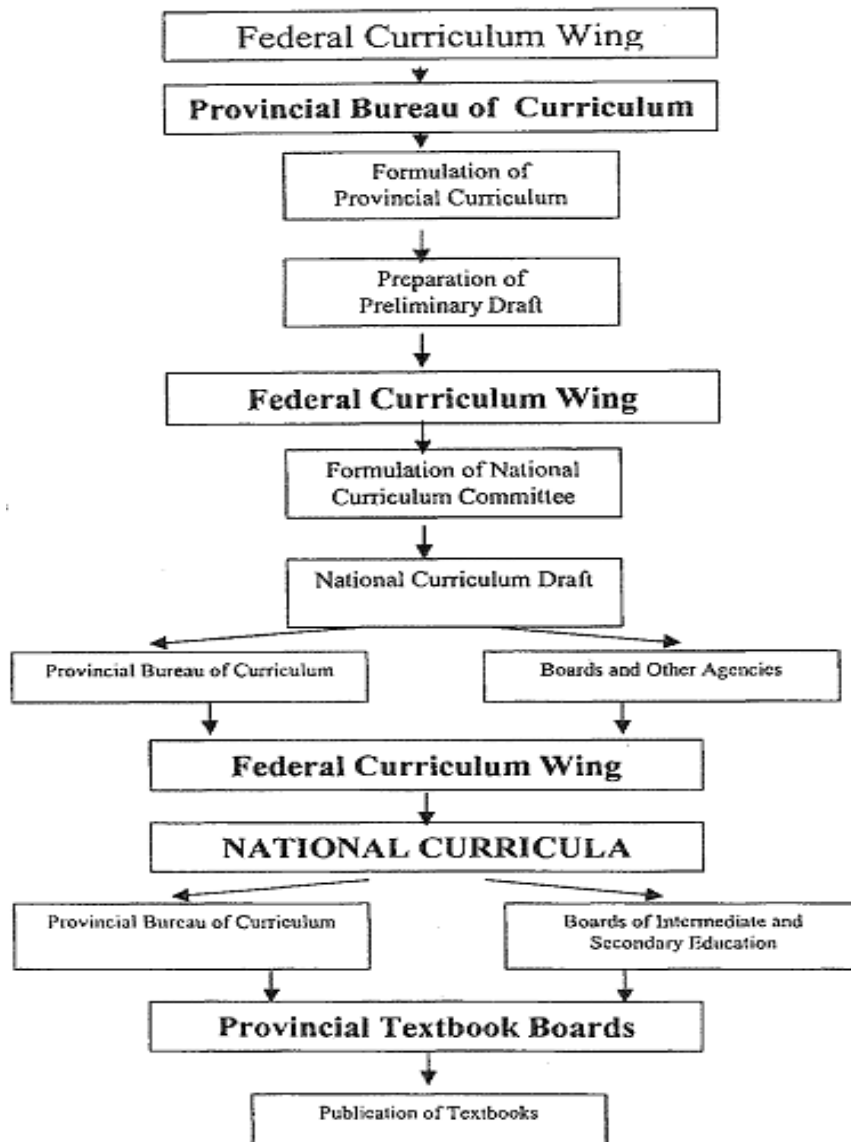 Federal Curriculum Wing
Provincial Bureau of Curriculum
Formulation of
Provincial Curriculum
Preparation of
Preliminary Draft
Federal Curriculum Wing
Formulation of National
Curriculum Committee
National Curriculum Draft
Provincial Bureau of Curriculum
Boards and Other Agencies
Federal Curriculum Wing
NATIONAL CURRICULA
Provincial Bureau of Curriculum
Boards of Intermediate and
Secondary Education
Provincial Textbook Boards
Publication of Textbooks